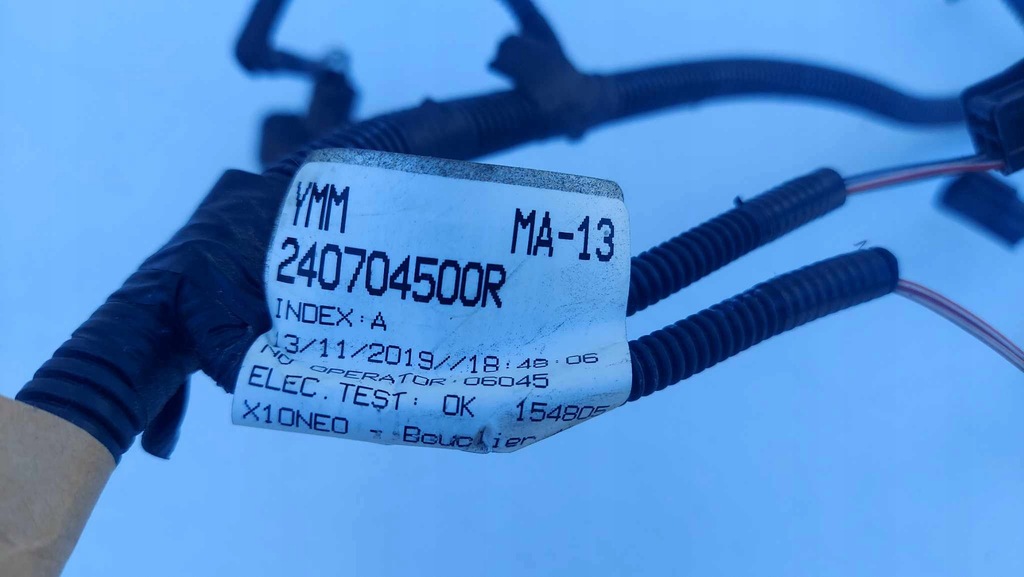 YMM MA-13
240704500R
INDEX:A
13/11/2019//18:48:06
NO OPERATOR:06045
ELEC.TEST: OK 154805
X10NEO - Bouclier